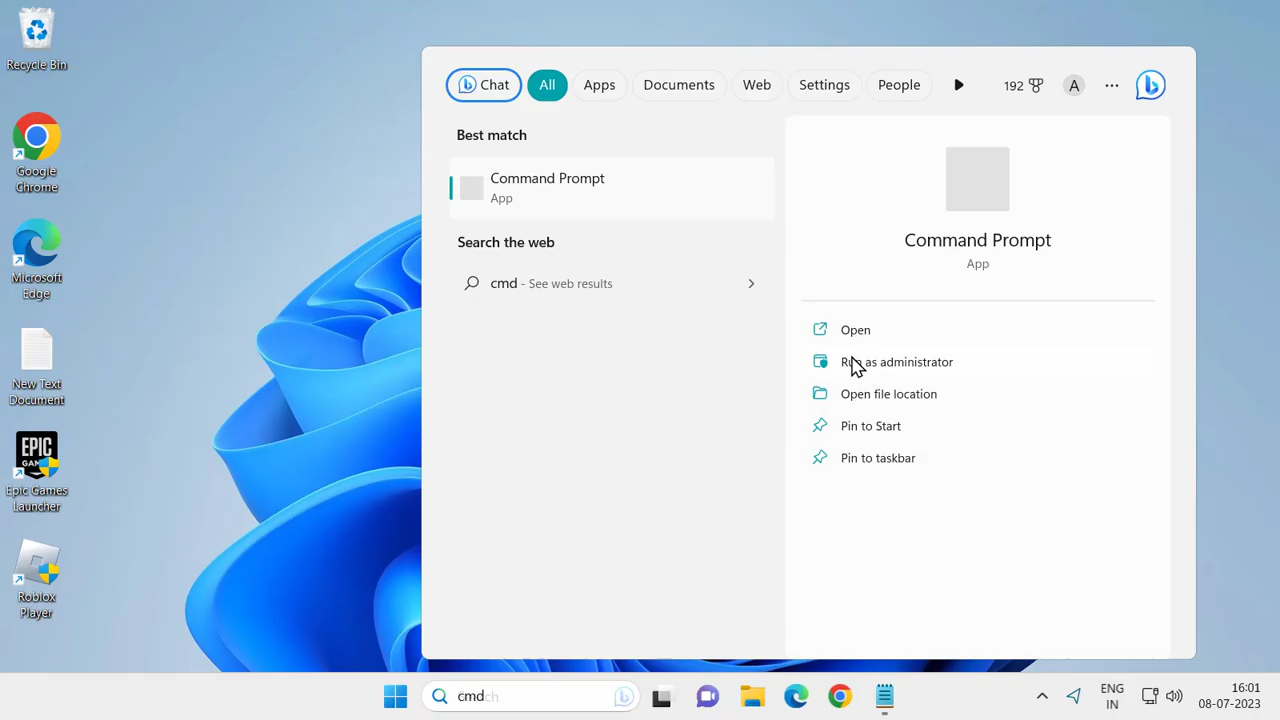 Recycle Bin
Google
Chrome
Microsoft
Edge
New Text
Document
EPIC
GAMES
Epic Games
Launcher
Roblox
Player
Chat
All
Apps
Documents
Web
Settings
People
192
A
Best match
Command Prompt
App
Search the web
cmd - See web results
Command Prompt
App
Open
Run as administrator
Open file location
Pin to Start
Pin to taskbar
cmd
ENG
IN
16:01
08-07-2023